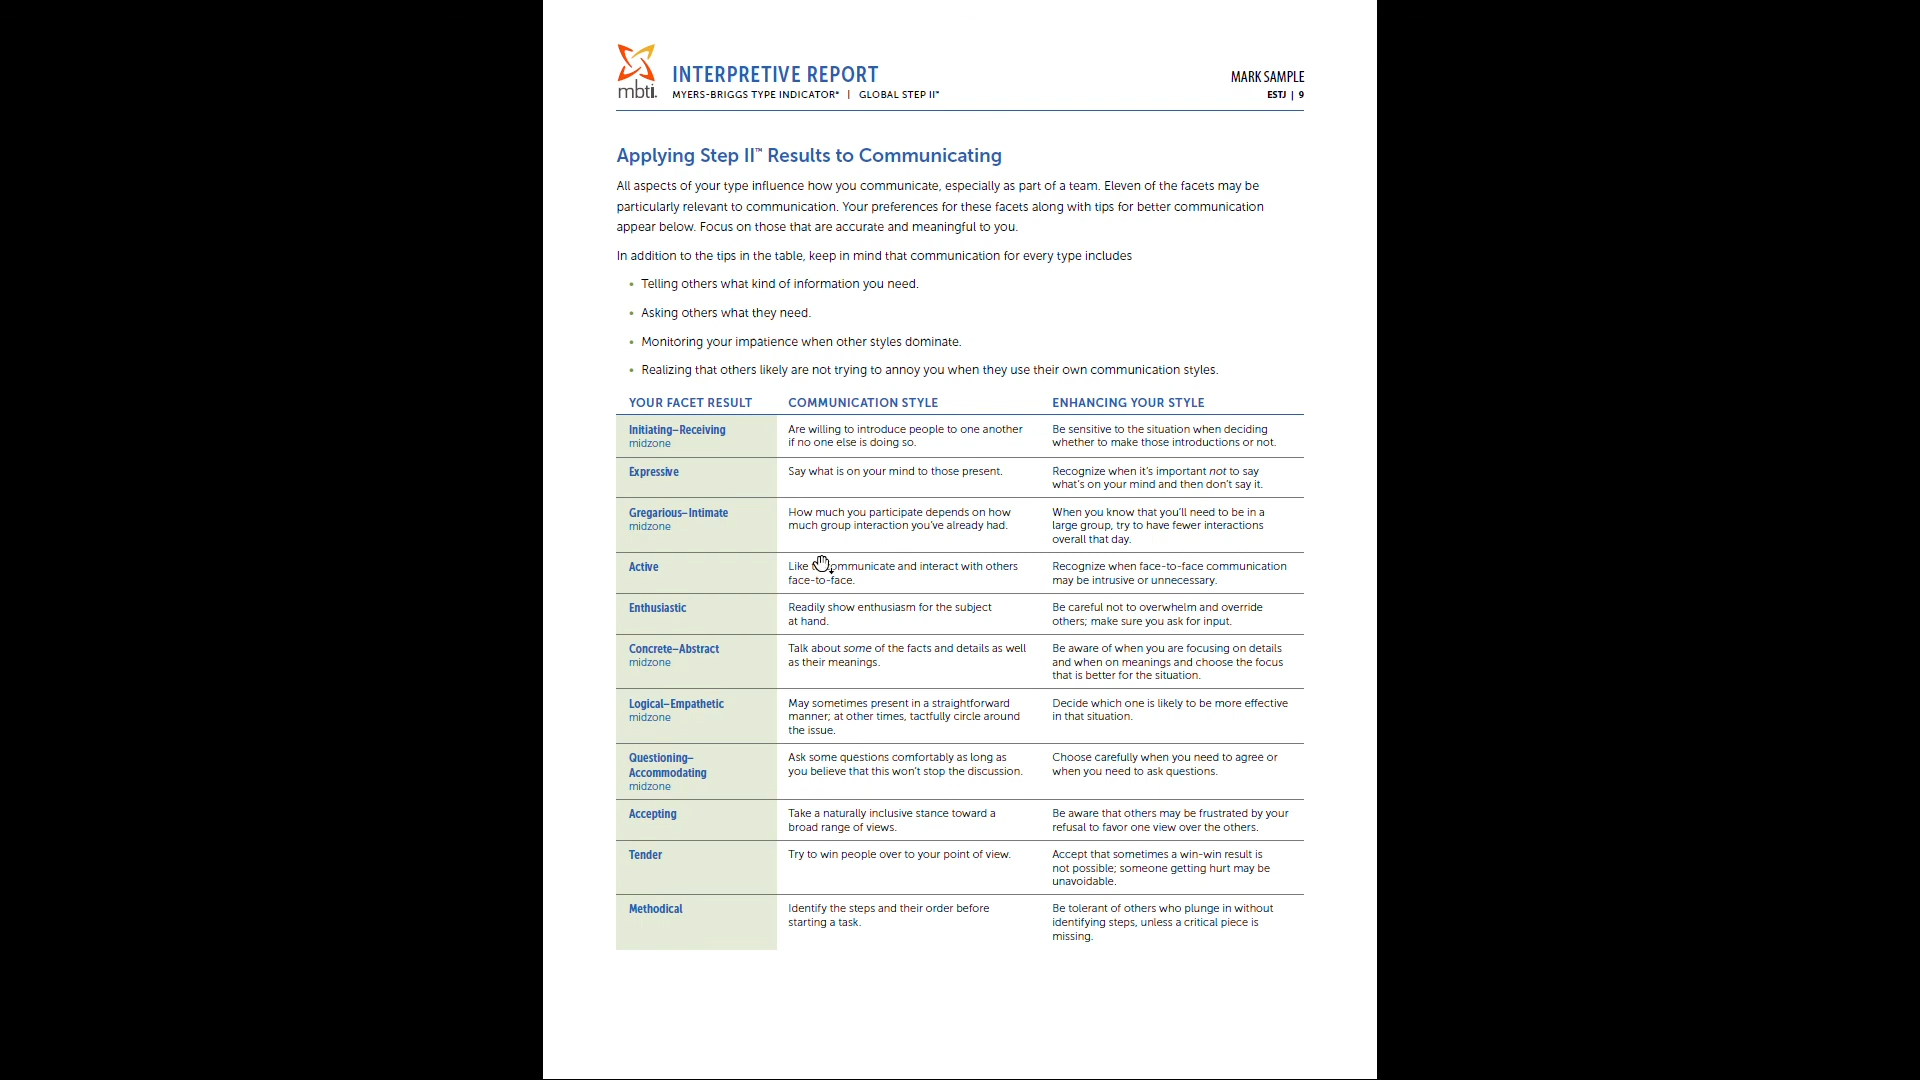 mbti.
INTERPRETIVE REPORT
MYERS-BRIGGS TYPE INDICATOR® | GLOBAL STEP II™
MARK SAMPLE
ESTJ | 9
Applying Step II™ Results to Communicating
All aspects of your type influence how you communicate, especially as part of a team. Eleven of the facets may be
particularly relevant to communication. Your preferences for these facets along with tips for better communication
appear below. Focus on those that are accurate and meaningful to you.
In addition to the tips in the table, keep in mind that communication for every type includes
• Telling others what kind of information you need.
• Asking others what they need.
• Monitoring your impatience when other styles dominate.
• Realizing that others likely are not trying to annoy you when they use their own communication styles.
YOUR FACET RESULT COMMUNICATION STYLE ENHANCING YOUR STYLE
Initiating–Receiving
midzone
Are willing to introduce people to one another
if no one else is doing so.
Be sensitive to the situation when deciding
whether to make those introductions or not.
Expressive
Say what is on your mind to those present.
Recognize when it's important not to say
what's on your mind and then don't say it.
Gregarious–Intimate
midzone
How much you participate depends on how
much group interaction you've already had.
When you know that you'll need to be in a
large group, try to have fewer interactions
overall that day.
Active
Like communicate and interact with others
face-to-face.
Recognize when face-to-face communication
may be intrusive or unnecessary.
Enthusiastic
Readily show enthusiasm for the subject
at hand.
Be careful not to overwhelm and override
others; make sure you ask for input.
Concrete–Abstract
midzone
Talk about some of the facts and details as well
as their meanings.
Be aware of when you are focusing on details
and when on meanings and choose the focus
that is better for the situation.
Logical–Empathetic
midzone
May sometimes present in a straightforward
manner; at other times, tactfully circle around
the issue.
Decide which one is likely to be more effective
in that situation.
Questioning–
Accommodating
midzone
Ask some questions comfortably as long as
you believe that this won't stop the discussion.
Choose carefully when you need to agree or
when you need to ask questions.
Accepting
Take a naturally inclusive stance toward a
broad range of views.
Be aware that others may be frustrated by your
refusal to favor one view over the others.
Tender
Try to win people over to your point of view.
Accept that sometimes a win-win result is
not possible; someone getting hurt may be
unavoidable.
Methodical
Identify the steps and their order before
starting a task.
Be tolerant of others who plunge in without
identifying steps, unless a critical piece is
missing.